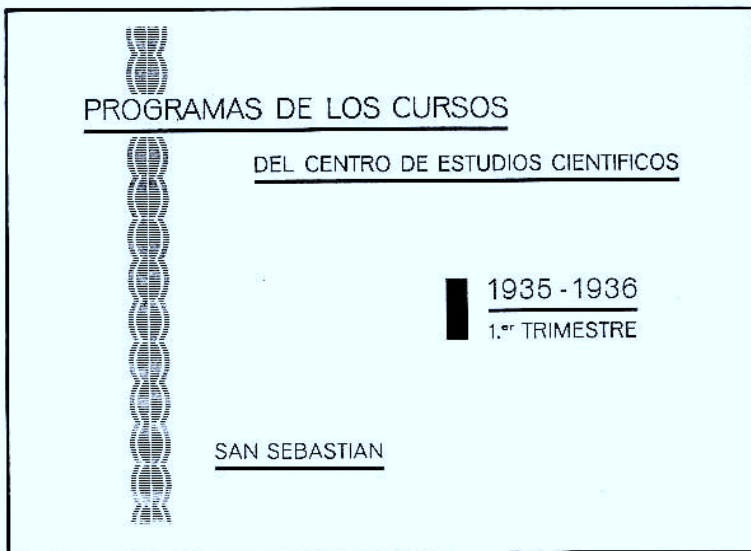 PROGRAMAS DE LOS CURSOS
DEL CENTRO DE ESTUDIOS CIENTIFICOS
1935-1936
1.er TRIMESTRE
SAN SEBASTIAN